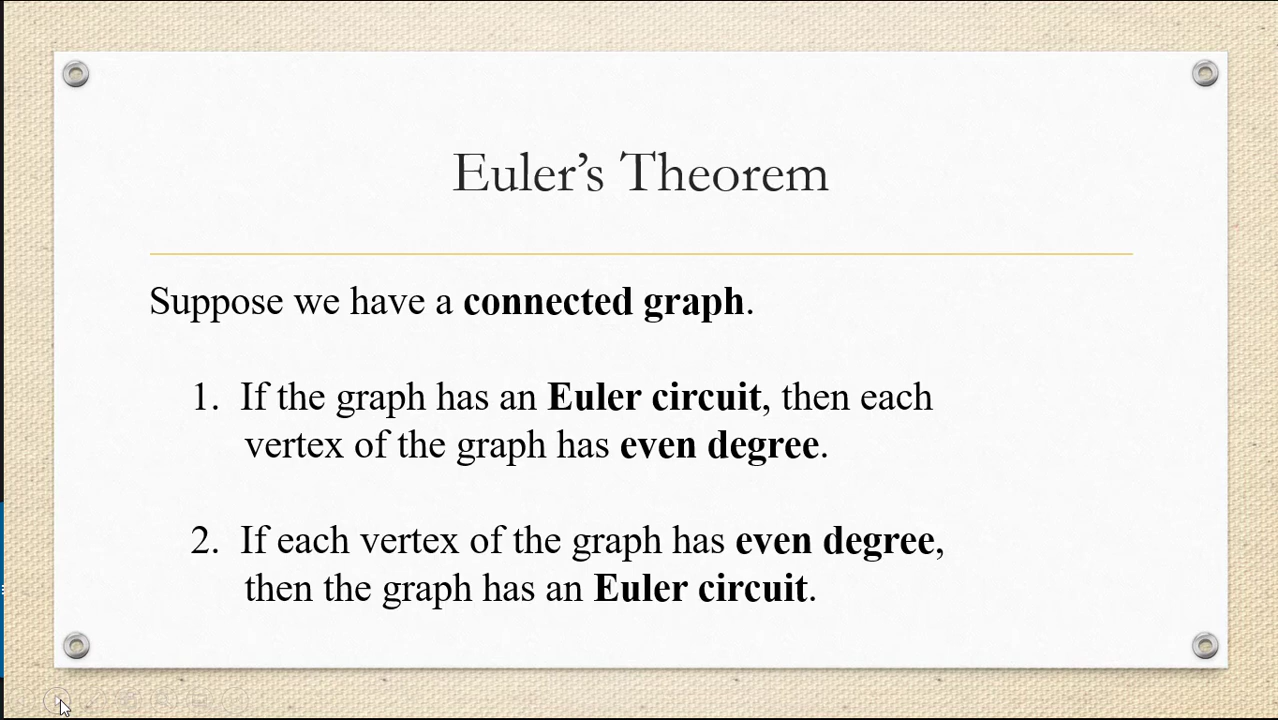 Euler’s Theorem
Suppose we have a connected graph.
1. If the graph has an Euler circuit, then each
vertex of the graph has even degree.
2. If each vertex of the graph has even degree,
then the graph has an Euler circuit.